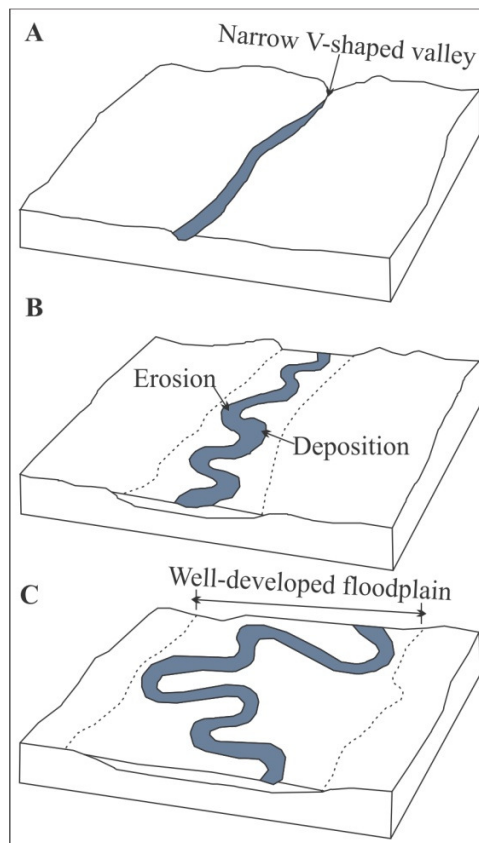 A
Narrow V-shaped valley
B
Erosion
Deposition
Well-developed floodplain
C